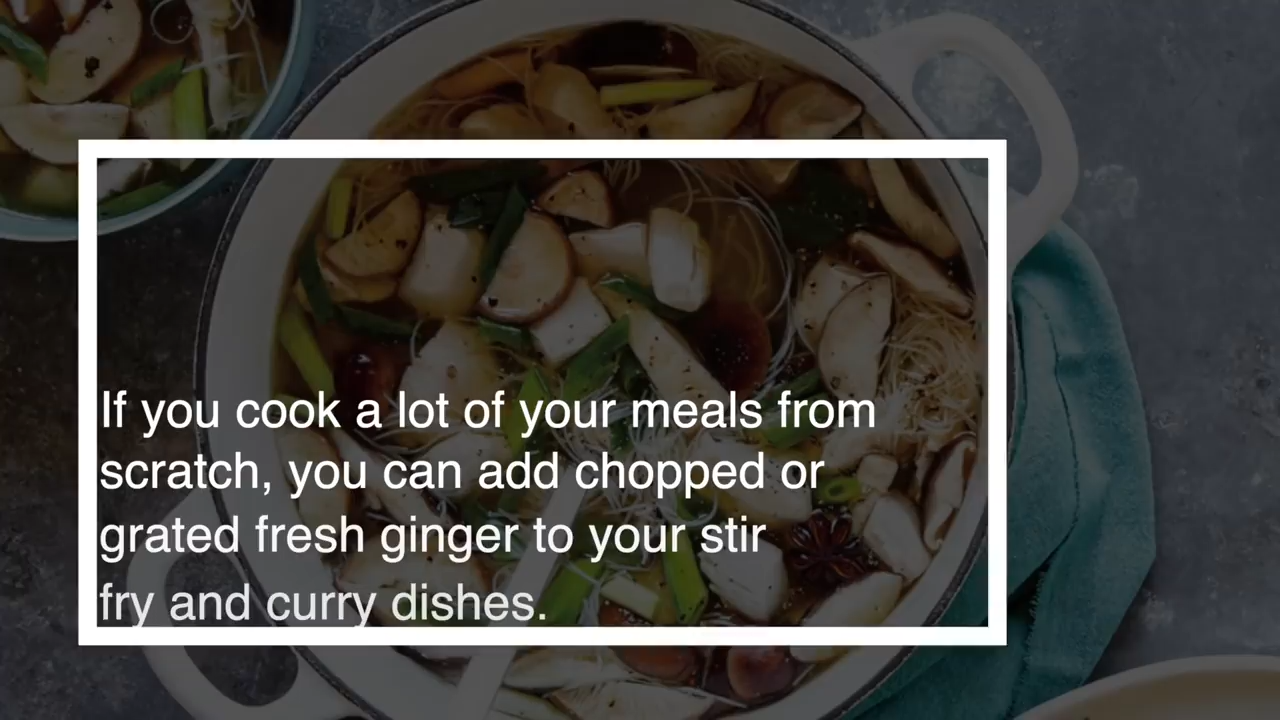 If you cook a lot of your meals from
scratch, you can add chopped or
grated fresh ginger to your stir
fry and curry dishes.